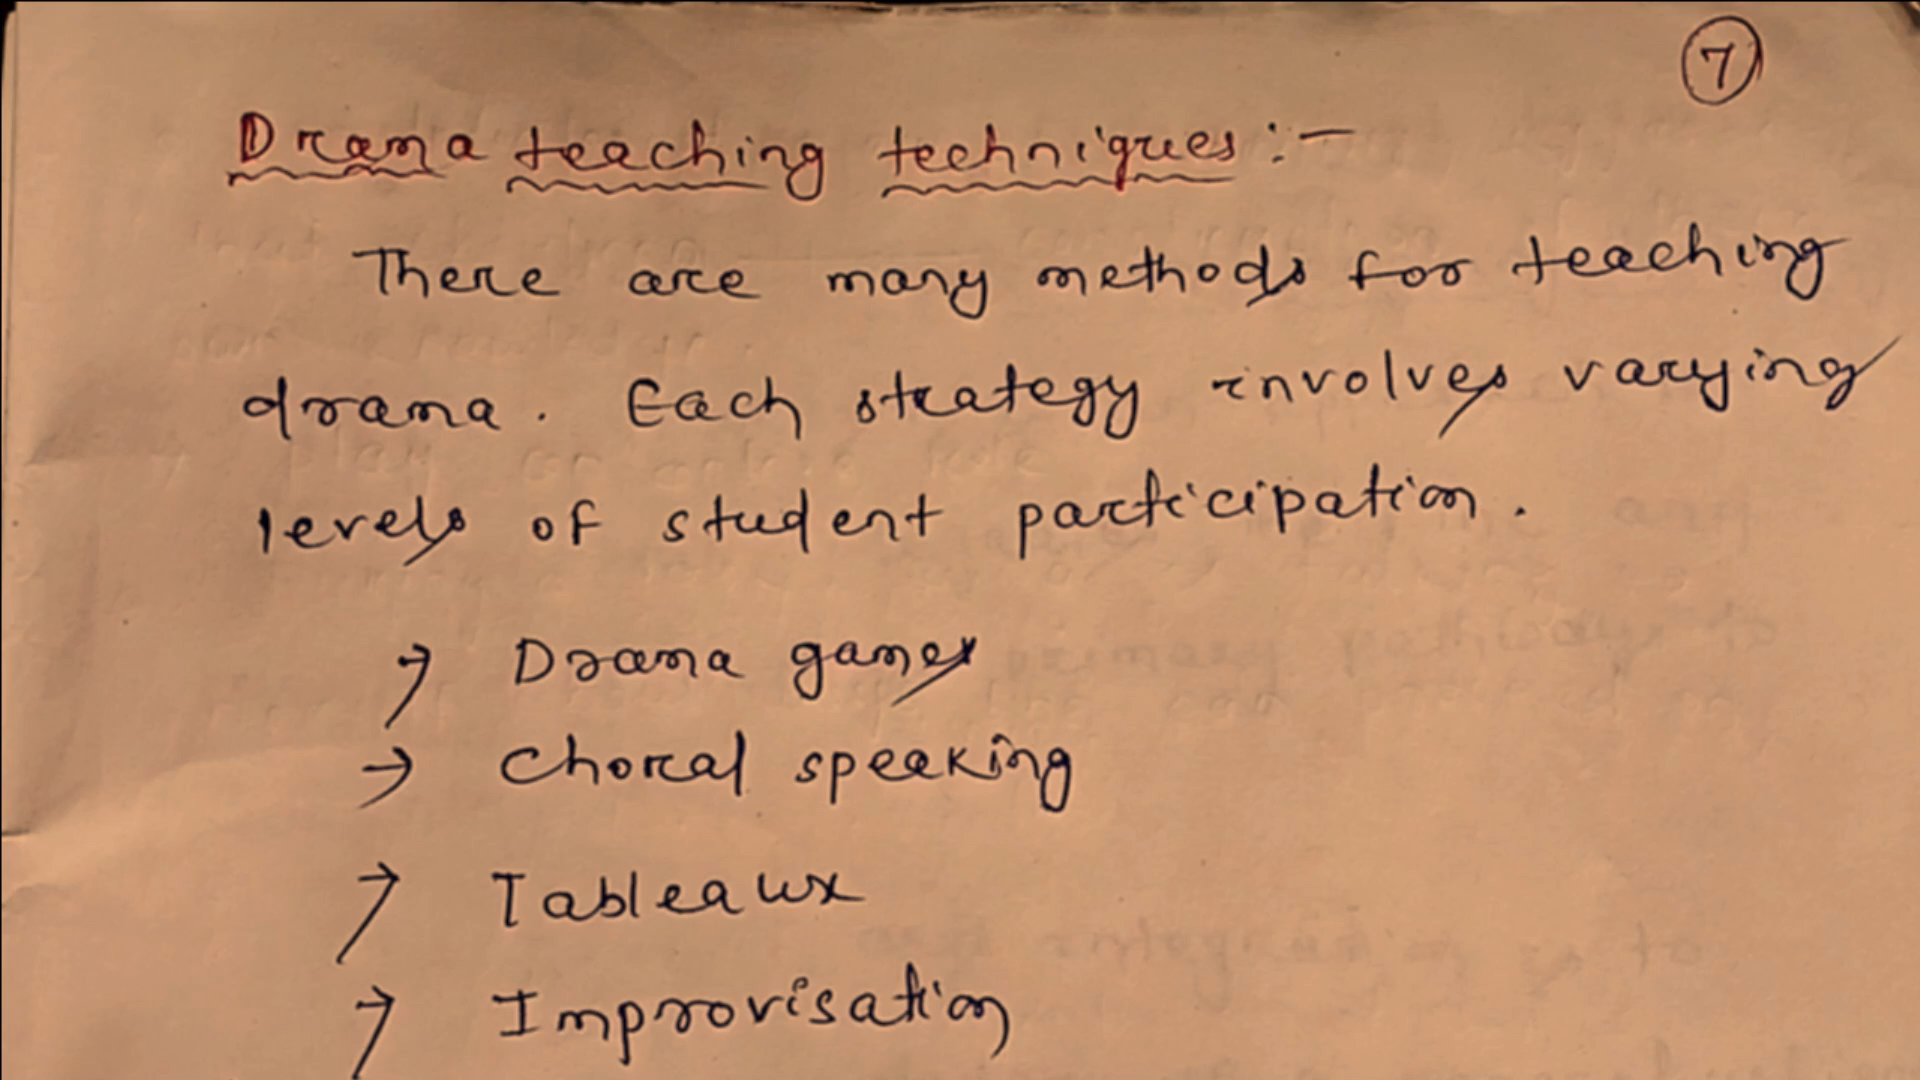 7
Drama teaching techniques :-
There are many methods for teaching
drama. Each strategy involves varying
levels of student participation.
→ Drama games
→ Choral speaking
→ Tableaux
→ Improvisation